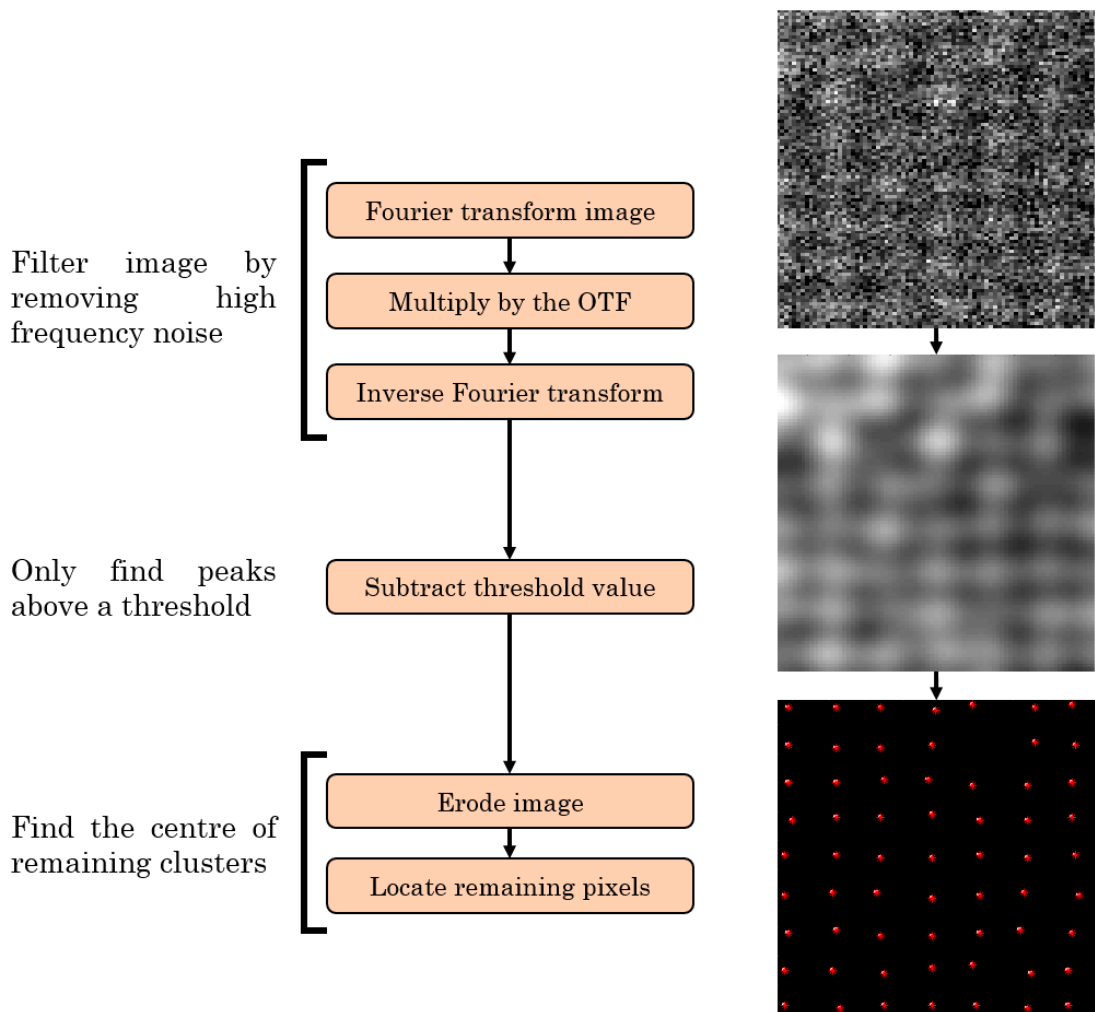 Filter image by
removing high
frequency noise
Fourier transform image
Multiply by the OTF
Inverse Fourier transform
Only find peaks
above a threshold
Subtract threshold value
Find the centre of
remaining clusters
Erode image
Locate remaining pixels